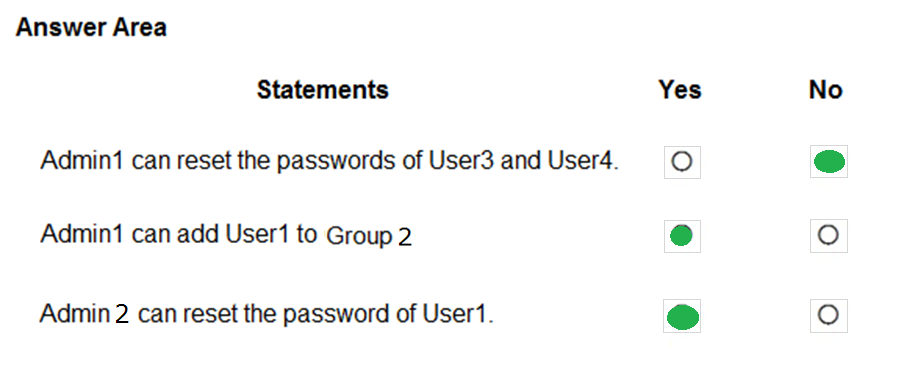 Answer Area
Statements Yes No
Admin1 can reset the passwords of User3 and User4.
Admin1 can add User1 to Group 2
Admin 2 can reset the password of User1.